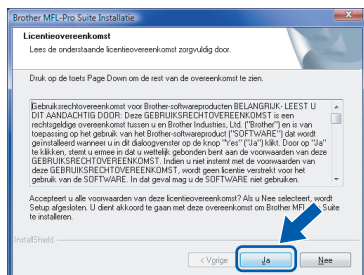 Brother MFL-Pro Suite Installatie
Licentieovereenkomst
Lees de onderstaande licentieovereenkomst zorgvuldig door.
Druk op de toets Page Down om de rest van de overeenkomst te zien.
Gebruiksrechtovereenkomst voor Brother-softwareproducten BELANGRIJK- LEEST U
DIT AANDACHTIG DOOR: Deze GEBRUIKSRECHTOVEREENKOMST is een
rechtsgeldige overeenkomst tussen u en Brother Industries, Ltd. ("Brother") en is van
toepassing op het gebruik van het Brother-softwareproduct ("SOFTWARE") dat wordt
geïnstalleerd wanneer u in dit dialoogvenster op de knop "Yes" ("Ja") klikt. Door op "Ja"
te klikken, stemt u ermee in dat u wettelijk gebonden bent aan de voorwaarden van deze
GEBRUIKSRECHTOVEREENKOMST. Indien u niet instemt met de voorwaarden van
deze GEBRUIKSRECHTOVEREENKOMST, wordt geen licentie verstrekt voor het
gebruik van de SOFTWARE. In dat geval mag u de SOFTWARE niet gebruiken.
Accepteert u alle voorwaarden van deze licentieovereenkomst? Als u Nee selecteert, wordt
Setup afgesloten. U dient akkoord te gaan met deze overeenkomst om Brother MFL Suite
te installeren.
InstallShield
< Vorige Ja Nee